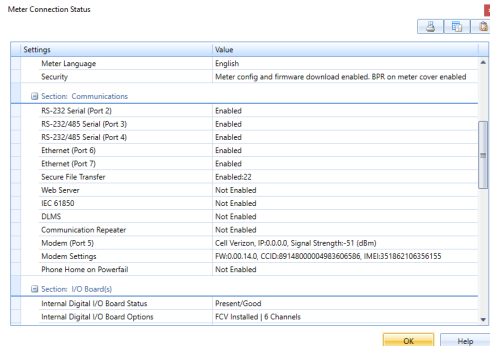 Meter Connection Status
Settings Value
Meter Language English
Security Meter config and firmware download enabled. BPR on meter cover enabled
Section: Communications
RS-232 Serial (Port 2) Enabled
RS-232/485 Serial (Port 3) Enabled
RS-232/485 Serial (Port 4) Enabled
Ethernet (Port 6) Enabled
Ethernet (Port 7) Enabled
Secure File Transfer Enabled:22
Web Server Not Enabled
IEC 61850 Not Enabled
DLMS Not Enabled
Communication Repeater Not Enabled
Modem (Port 5) Cell Verizon, IP:0.0.0.0, Signal Strength:-51 (dBm)
Modem Settings FW:0.00.14.0, CCID:89148000004983606586, IMEI:351862106356155
Phone Home on Powerfail Not Enabled
Section: I/O Board(s)
Internal Digital I/O Board Status Present/Good
Internal Digital I/O Board Options FCV Installed | 6 Channels
OK Help